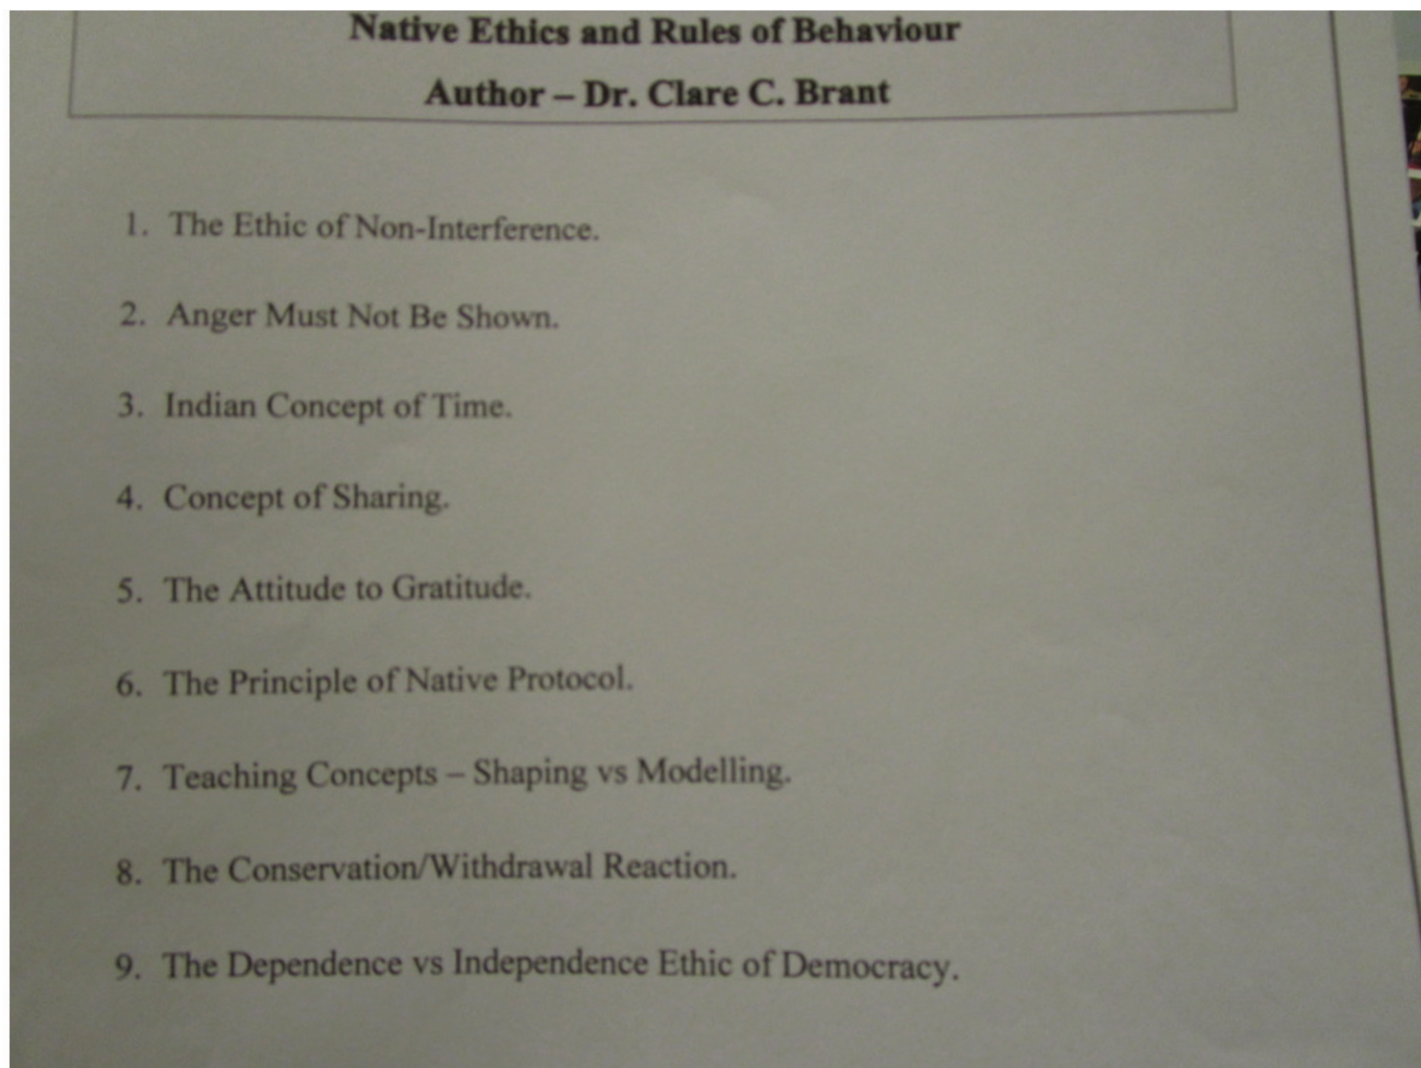 Native Ethics and Rules of Behaviour
Author – Dr. Clare C. Brant
1. The Ethic of Non-Interference.
2. Anger Must Not Be Shown.
3. Indian Concept of Time.
4. Concept of Sharing.
5. The Attitude to Gratitude.
6. The Principle of Native Protocol.
7. Teaching Concepts – Shaping vs Modelling.
8. The Conservation/Withdrawal Reaction.
9. The Dependence vs Independence Ethic of Democracy.